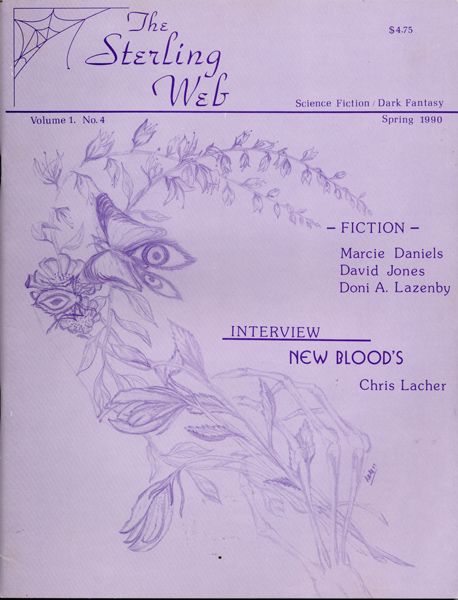 The
Sterling
Web
$4.75
Science Fiction / Dark Fantasy
Volume 1. No. 4
Spring 1990
– FICTION –
Marcie Daniels
David Jones
Doni A. Lazenby
INTERVIEW
NEW BLOOD'S
Chris Lacher